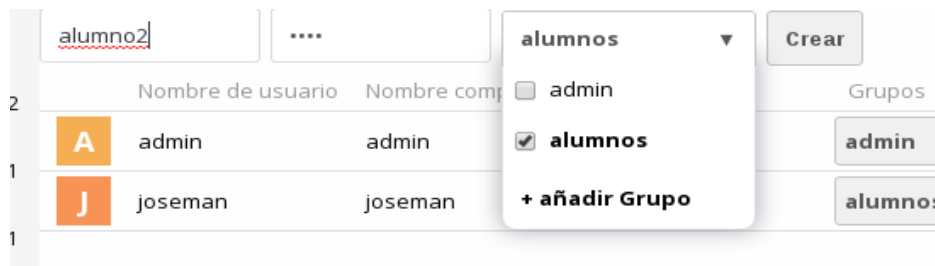 alumno2 •••• alumnos ▼ Crear
Nombre de usuario Nombre comp Grupos
admin
2
A admin admin admin
alumnos
1
J joseman joseman alumnos
+ añadir Grupo
1